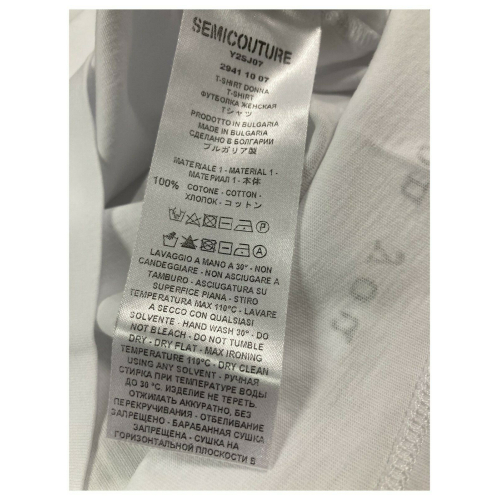 SEMICOUTURE
Y2SJ07
2941 10 07
T-SHIRT DONNA
T-SHIRT
ФУТБОЛКА ЖЕНСКАЯ
Tシャツ
PRODOTTO IN BULGARIA
MADE IN BULGARIA
СДЕЛАНО В БОЛГАРИИ
ブルガリア製
MATERIALE 1 - MATERIAL 1 -
МАТЕРИАЛ 1 - 本体
100% COTONE - COTTON -
ХЛОПОК - コットン
LAVAGGIO A MANO A 30° - NON
CANDEGGIARE - NON ASCIUGARE A
TAMBURO - ASCIUGATURA SU
SUPERFICE PIANA - STIRO
TEMPERATURA MAX 110°C - LAVARE
A SECCO CON QUALSIASI
SOLVENTE - HAND WASH 30° - DO
NOT BLEACH - DO NOT TUMBLE
DRY - DRY FLAT - MAX IRONING
TEMPERATURE 110°C - DRY CLEAN
USING ANY SOLVENT - РУЧНАЯ
СТИРКА ПРИ ТЕМПЕРАТУРЕ ВОДЫ
ДО 30 °C. ИЗДЕЛИЕ НЕ ТЕРЕТЬ.
ОТЖИМАТЬ АККУРАТНО, БЕЗ
ПЕРЕКРУЧИВАНИЯ - ОТБЕЛИВАНИЕ
ЗАПРЕЩЕНО - БАРАБАННАЯ СУШКА
ЗАПРЕЩЕНА - СУШКА НА
ГОРИЗОНТАЛЬНОЙ ПЛОСКОСТИ В